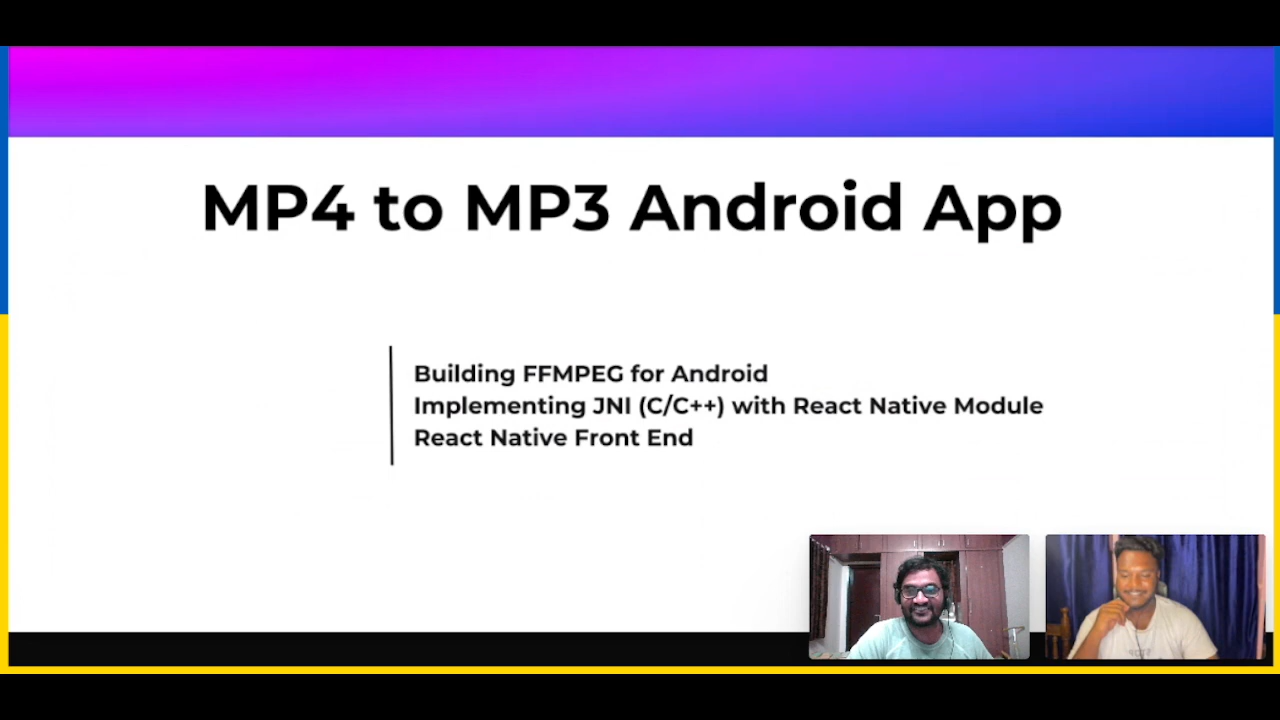 MP4 to MP3 Android App
Building FFMPEG for Android
Implementing JNI (C/C++) with React Native Module
React Native Front End